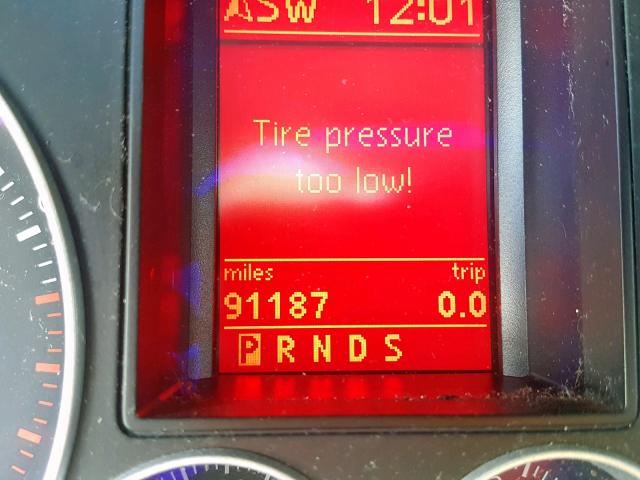 SW 12:01
Tire pressure
too low!
miles trip
91187 0.0
P R N D S